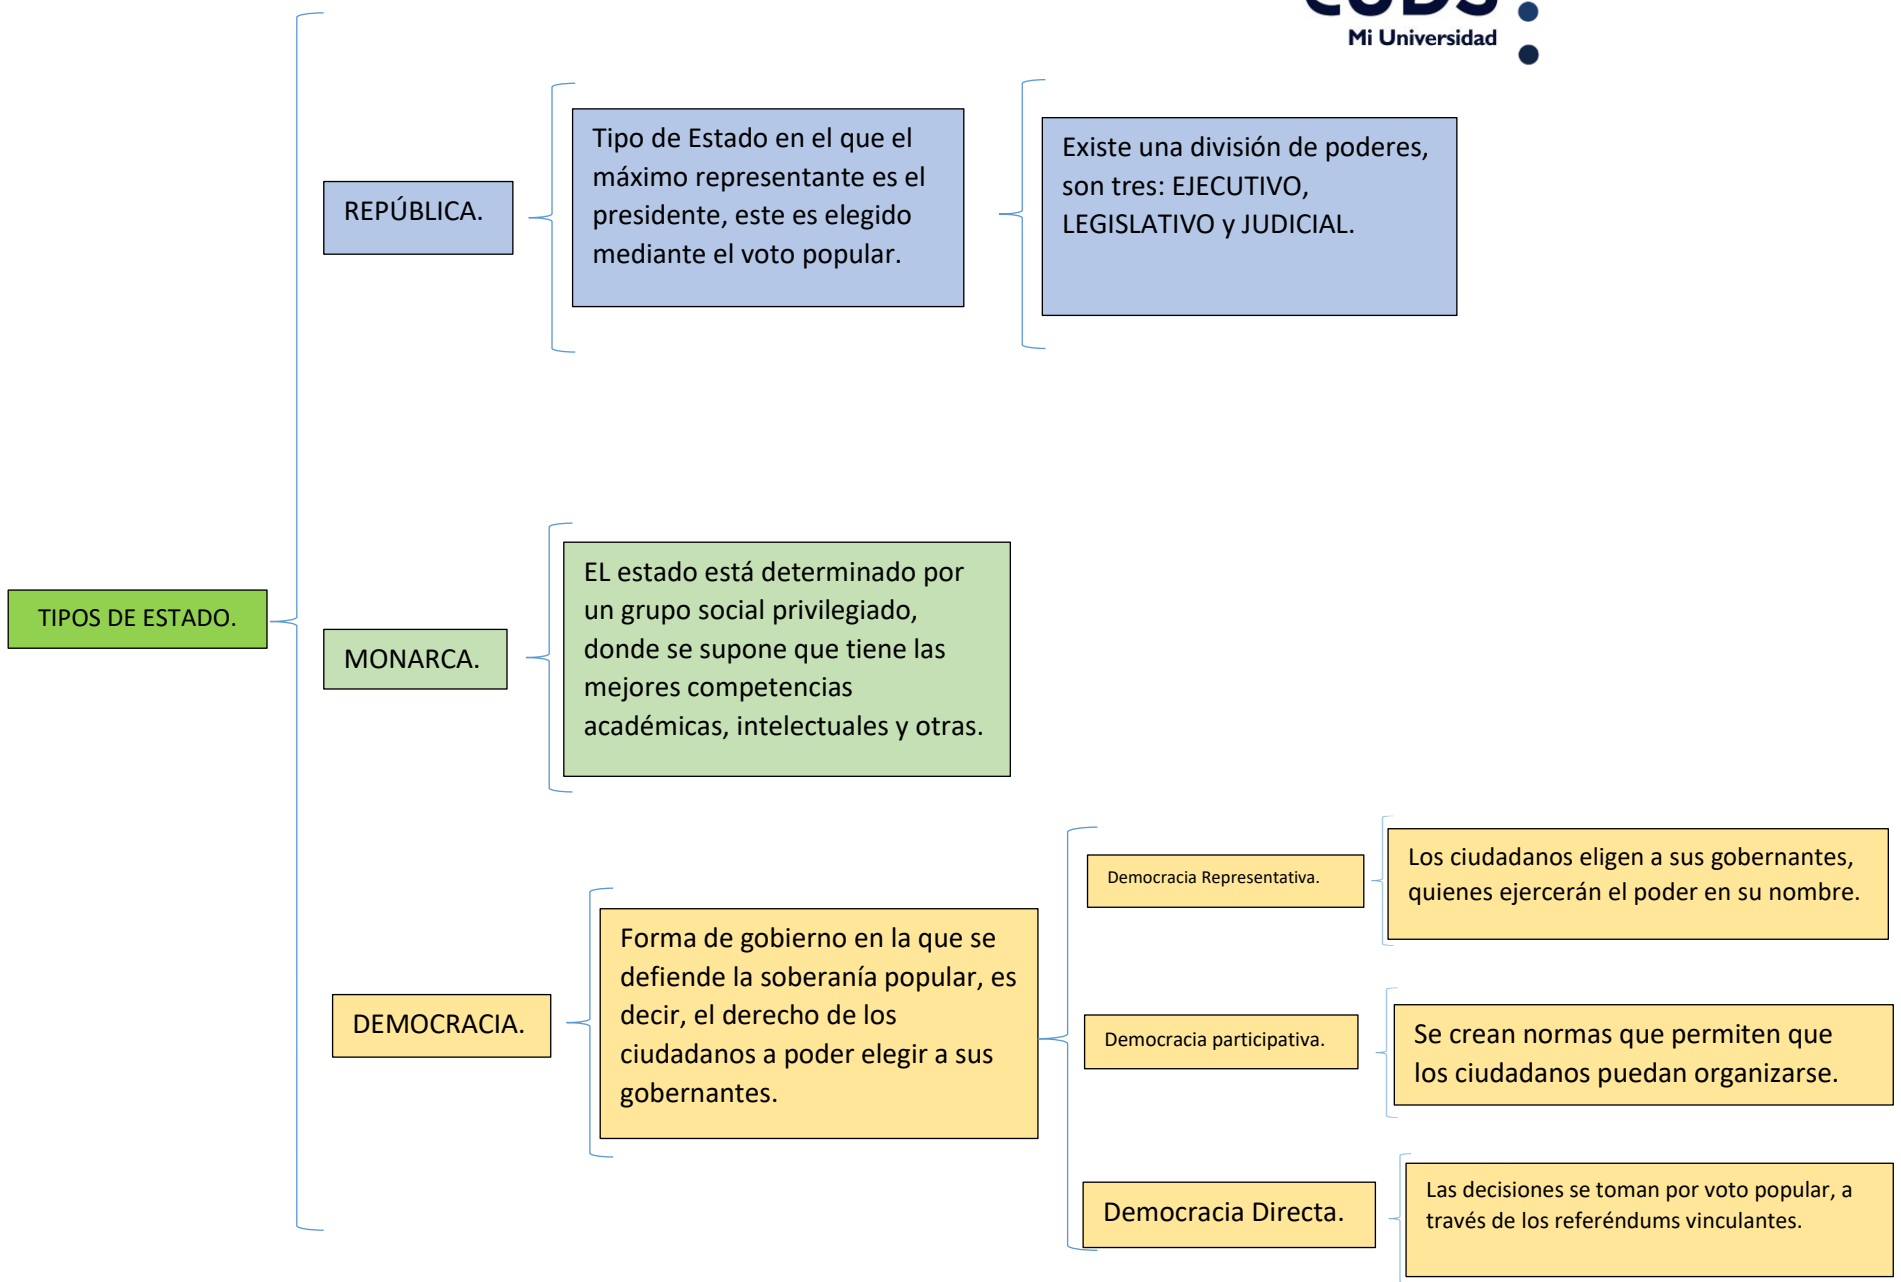 Mi Universidad
REPÚBLICA.
Tipo de Estado en el que el
máximo representante es el
presidente, este es elegido
mediante el voto popular.
Existe una división de poderes,
son tres: EJECUTIVO,
LEGISLATIVO y JUDICIAL.
TIPOS DE ESTADO.
MONARCA.
EL estado está determinado por
un grupo social privilegiado,
donde se supone que tiene las
mejores competencias
académicas, intelectuales y otras.
DEMOCRACIA.
Forma de gobierno en la que se
defiende la soberanía popular, es
decir, el derecho de los
ciudadanos a poder elegir a sus
gobernantes.
Democracia Representativa.
Los ciudadanos eligen a sus gobernantes,
quienes ejercerán el poder en su nombre.
Democracia participativa.
Se crean normas que permiten que
los ciudadanos puedan organizarse.
Democracia Directa.
Las decisiones se toman por voto popular, a
través de los referéndums vinculantes.